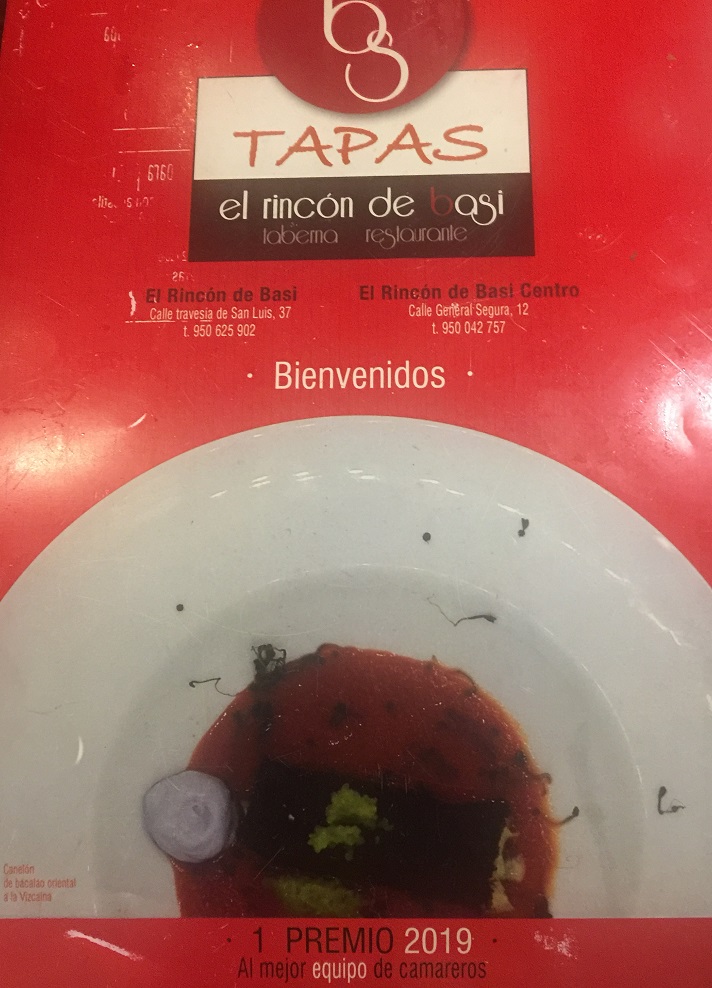 bs
TAPAS
el rincón de basi
taberna restaurante
El Rincón de Basi
Calle travesia de San Luis, 37
t. 950 625 902
El Rincón de Basi Centro
Calle General Segura, 12
t. 950 042 757
· Bienvenidos ·
Canelón
de bacalao oriental
a la Vizcaina
· 1 PREMIO 2019 ·
Al mejor equipo de camareros